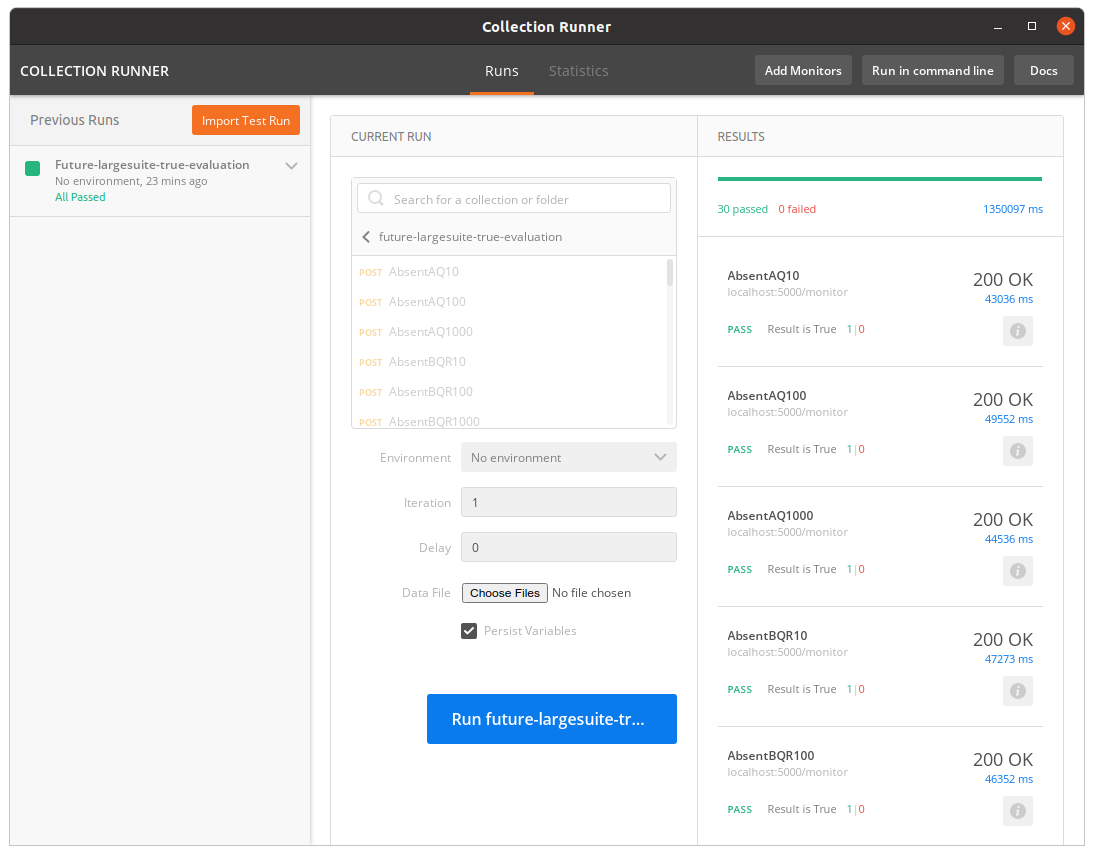 Collection Runner
COLLECTION RUNNER
Runs
Statistics
Add Monitors
Run in command line
Docs
Previous Runs
Import Test Run
Future-largesuite-true-evaluation
No environment, 23 mins ago
All Passed
CURRENT RUN
Search for a collection or folder
future-largesuite-true-evaluation
POST AbsentAQ10
POST AbsentAQ100
POST AbsentAQ1000
POST AbsentBQR10
POST AbsentBQR100
POST AbsentBQR1000
Environment No environment
Iteration 1
Delay 0
Data File Choose Files No file chosen
Persist Variables
Run future-largesuite-tr...
RESULTS
30 passed 0 failed 1350097 ms
AbsentAQ10 200 OK
localhost:5000/monitor 43036 ms
PASS Result is True 1|0
AbsentAQ100 200 OK
localhost:5000/monitor 49552 ms
PASS Result is True 1|0
AbsentAQ1000 200 OK
localhost:5000/monitor 44536 ms
PASS Result is True 1|0
AbsentBQR10 200 OK
localhost:5000/monitor 47273 ms
PASS Result is True 1|0
AbsentBQR100 200 OK
localhost:5000/monitor 46352 ms
PASS Result is True 1|0